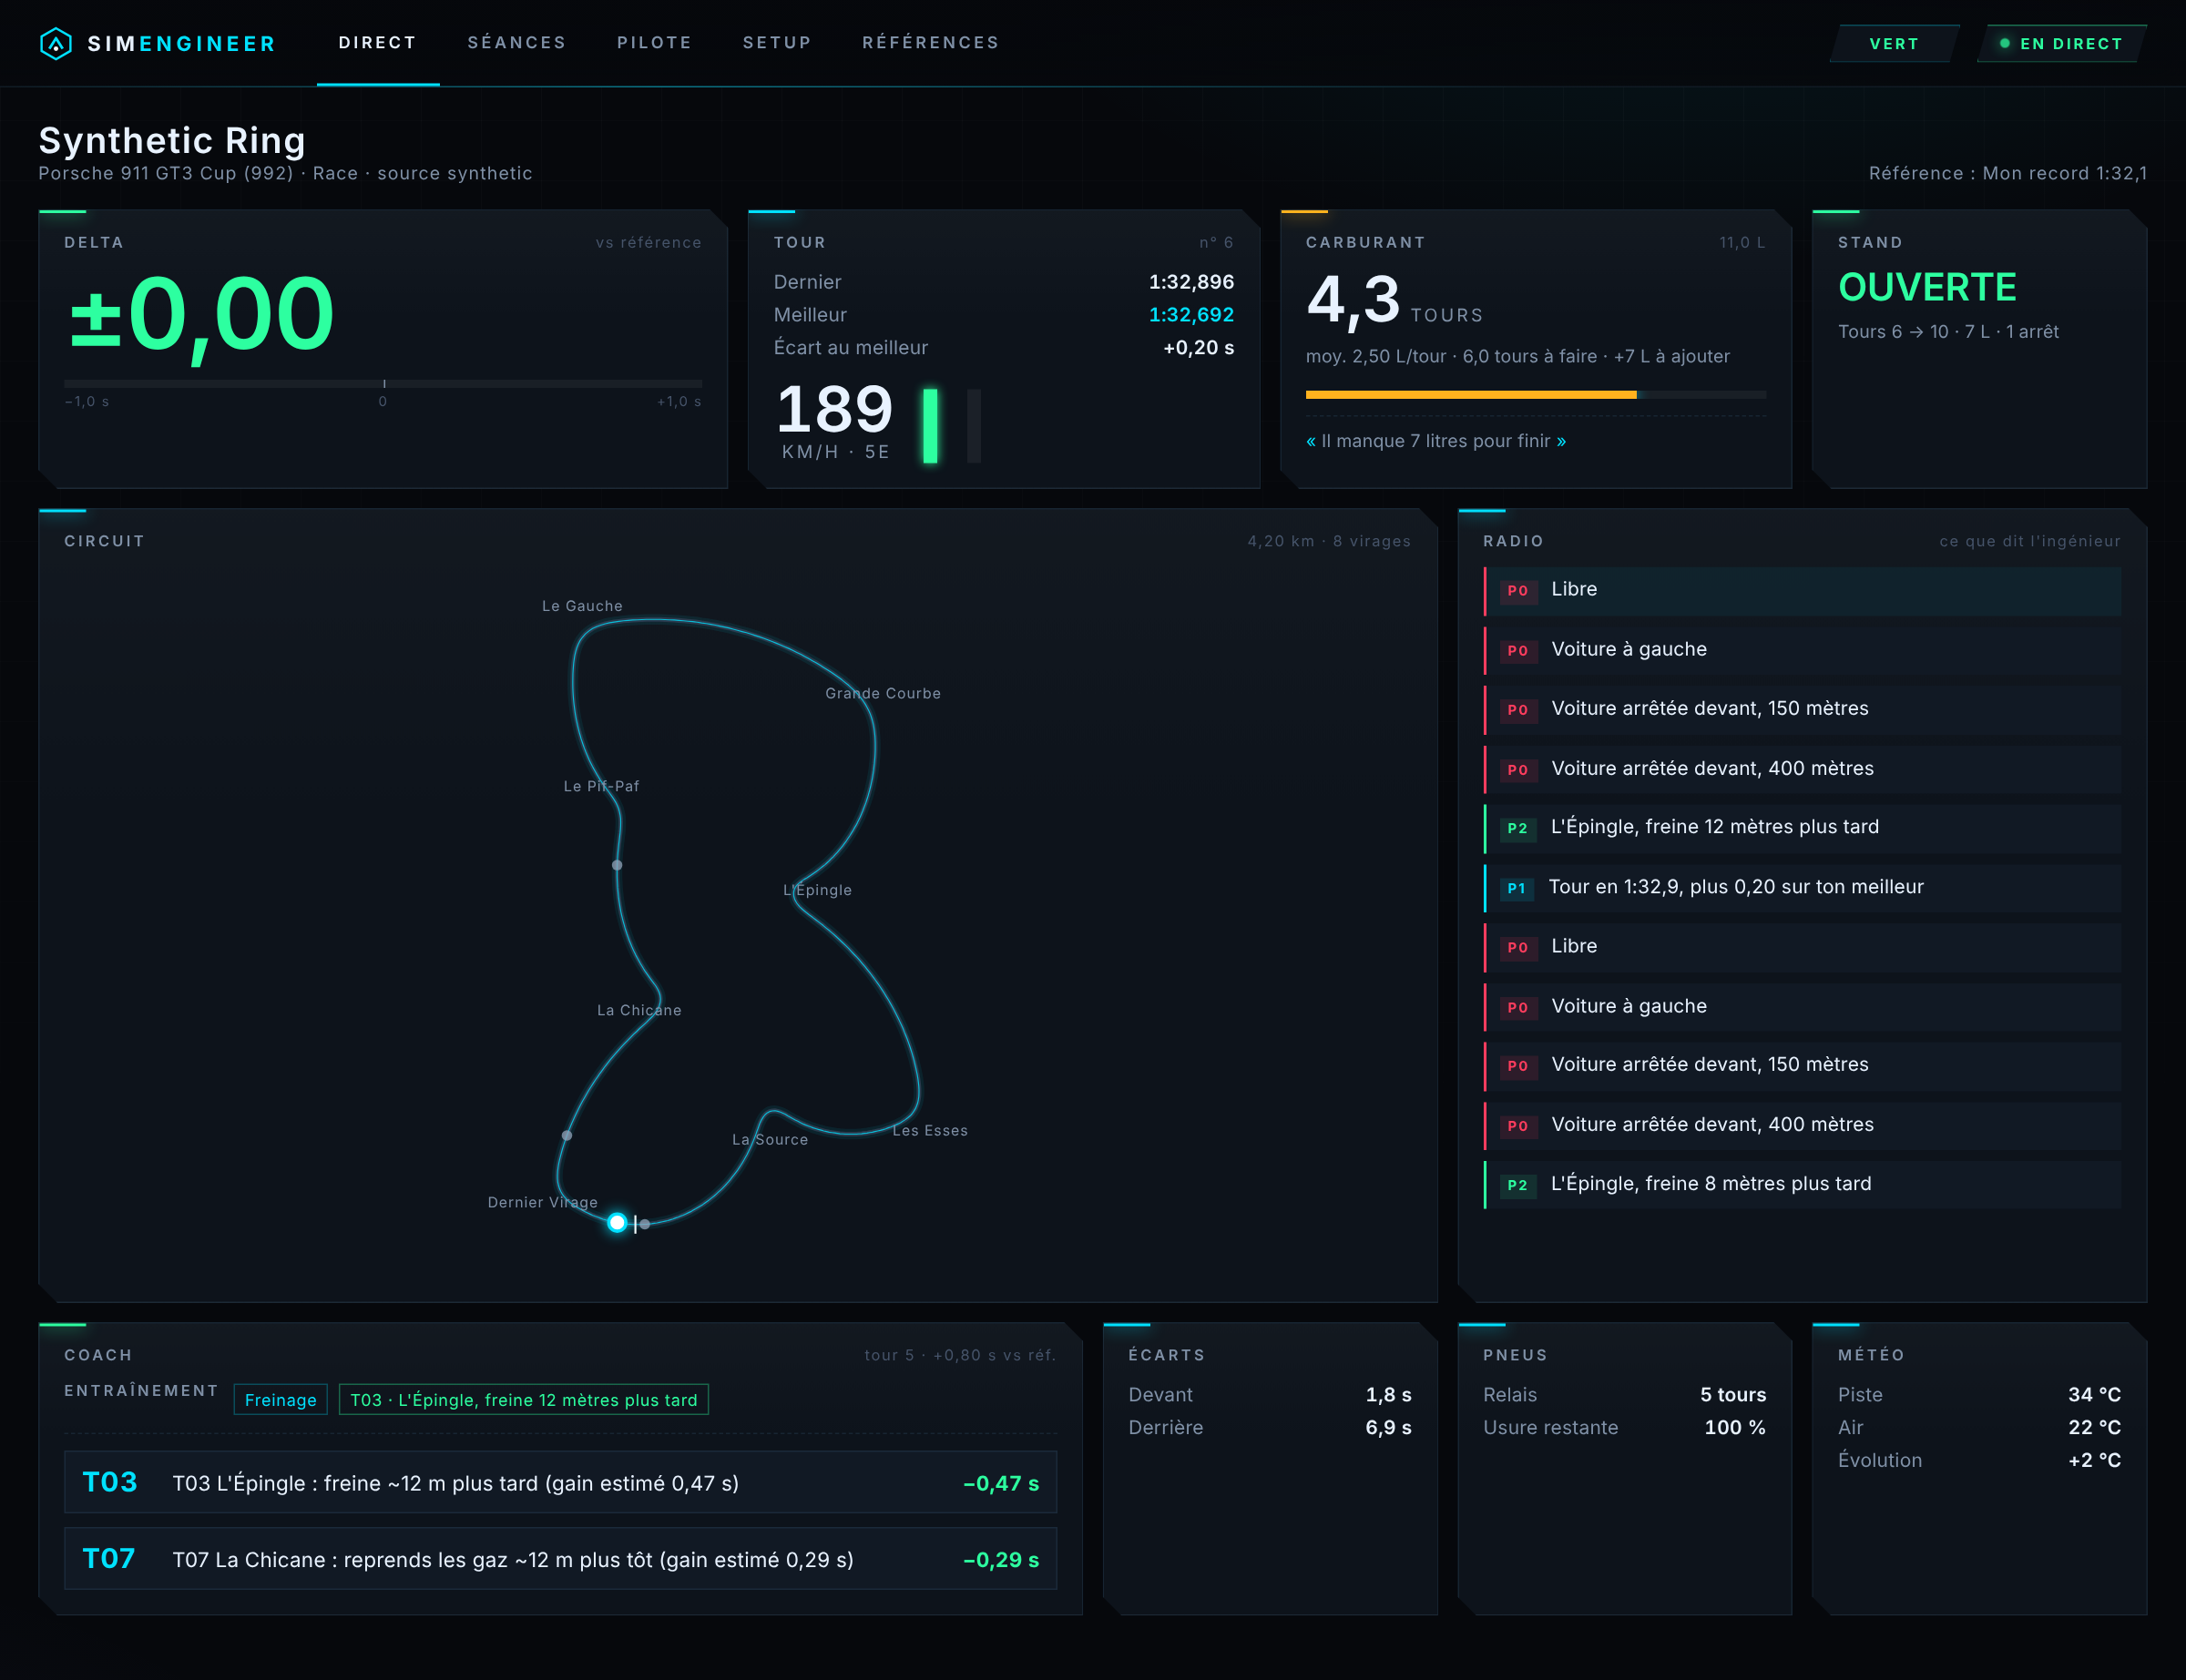 SIMENGINEER DIRECT SÉANCES PILOTE SETUP RÉFÉRENCES VERT EN DIRECT
Synthetic Ring
Porsche 911 GT3 Cup (992) · Race · source synthetic
Référence : Mon record 1:32,1
DELTA vs référence
±0,00
−1,0 s 0 +1,0 s
TOUR n° 6
Dernier 1:32,896
Meilleur 1:32,692
Écart au meilleur +0,20 s
189
KM/H · 5E
CARBURANT 11,0 L
4,3 TOURS
moy. 2,50 L/tour · 6,0 tours à faire · +7 L à ajouter
« Il manque 7 litres pour finir »
STAND
OUVERTE
Tours 6 → 10 · 7 L · 1 arrêt
CIRCUIT 4,20 km · 8 virages
Le Gauche
Grande Courbe
Le Pif-Paf
L'Épingle
La Chicane
Les Esses
La Source
Dernier Virage
RADIO ce que dit l'ingénieur
P0 Libre
P0 Voiture à gauche
P0 Voiture arrêtée devant, 150 mètres
P0 Voiture arrêtée devant, 400 mètres
P2 L'Épingle, freine 12 mètres plus tard
P1 Tour en 1:32,9, plus 0,20 sur ton meilleur
P0 Libre
P0 Voiture à gauche
P0 Voiture arrêtée devant, 150 mètres
P0 Voiture arrêtée devant, 400 mètres
P2 L'Épingle, freine 8 mètres plus tard
COACH tour 5 · +0,80 s vs réf.
ENTRAÎNEMENT Freinage T03 · L'Épingle, freine 12 mètres plus tard
T03 T03 L'Épingle : freine ~12 m plus tard (gain estimé 0,47 s) −0,47 s
T07 T07 La Chicane : reprends les gaz ~12 m plus tôt (gain estimé 0,29 s) −0,29 s
ÉCARTS
Devant 1,8 s
Derrière 6,9 s
PNEUS
Relais 5 tours
Usure restante 100 %
MÉTÉO
Piste 34 °C
Air 22 °C
Évolution +2 °C